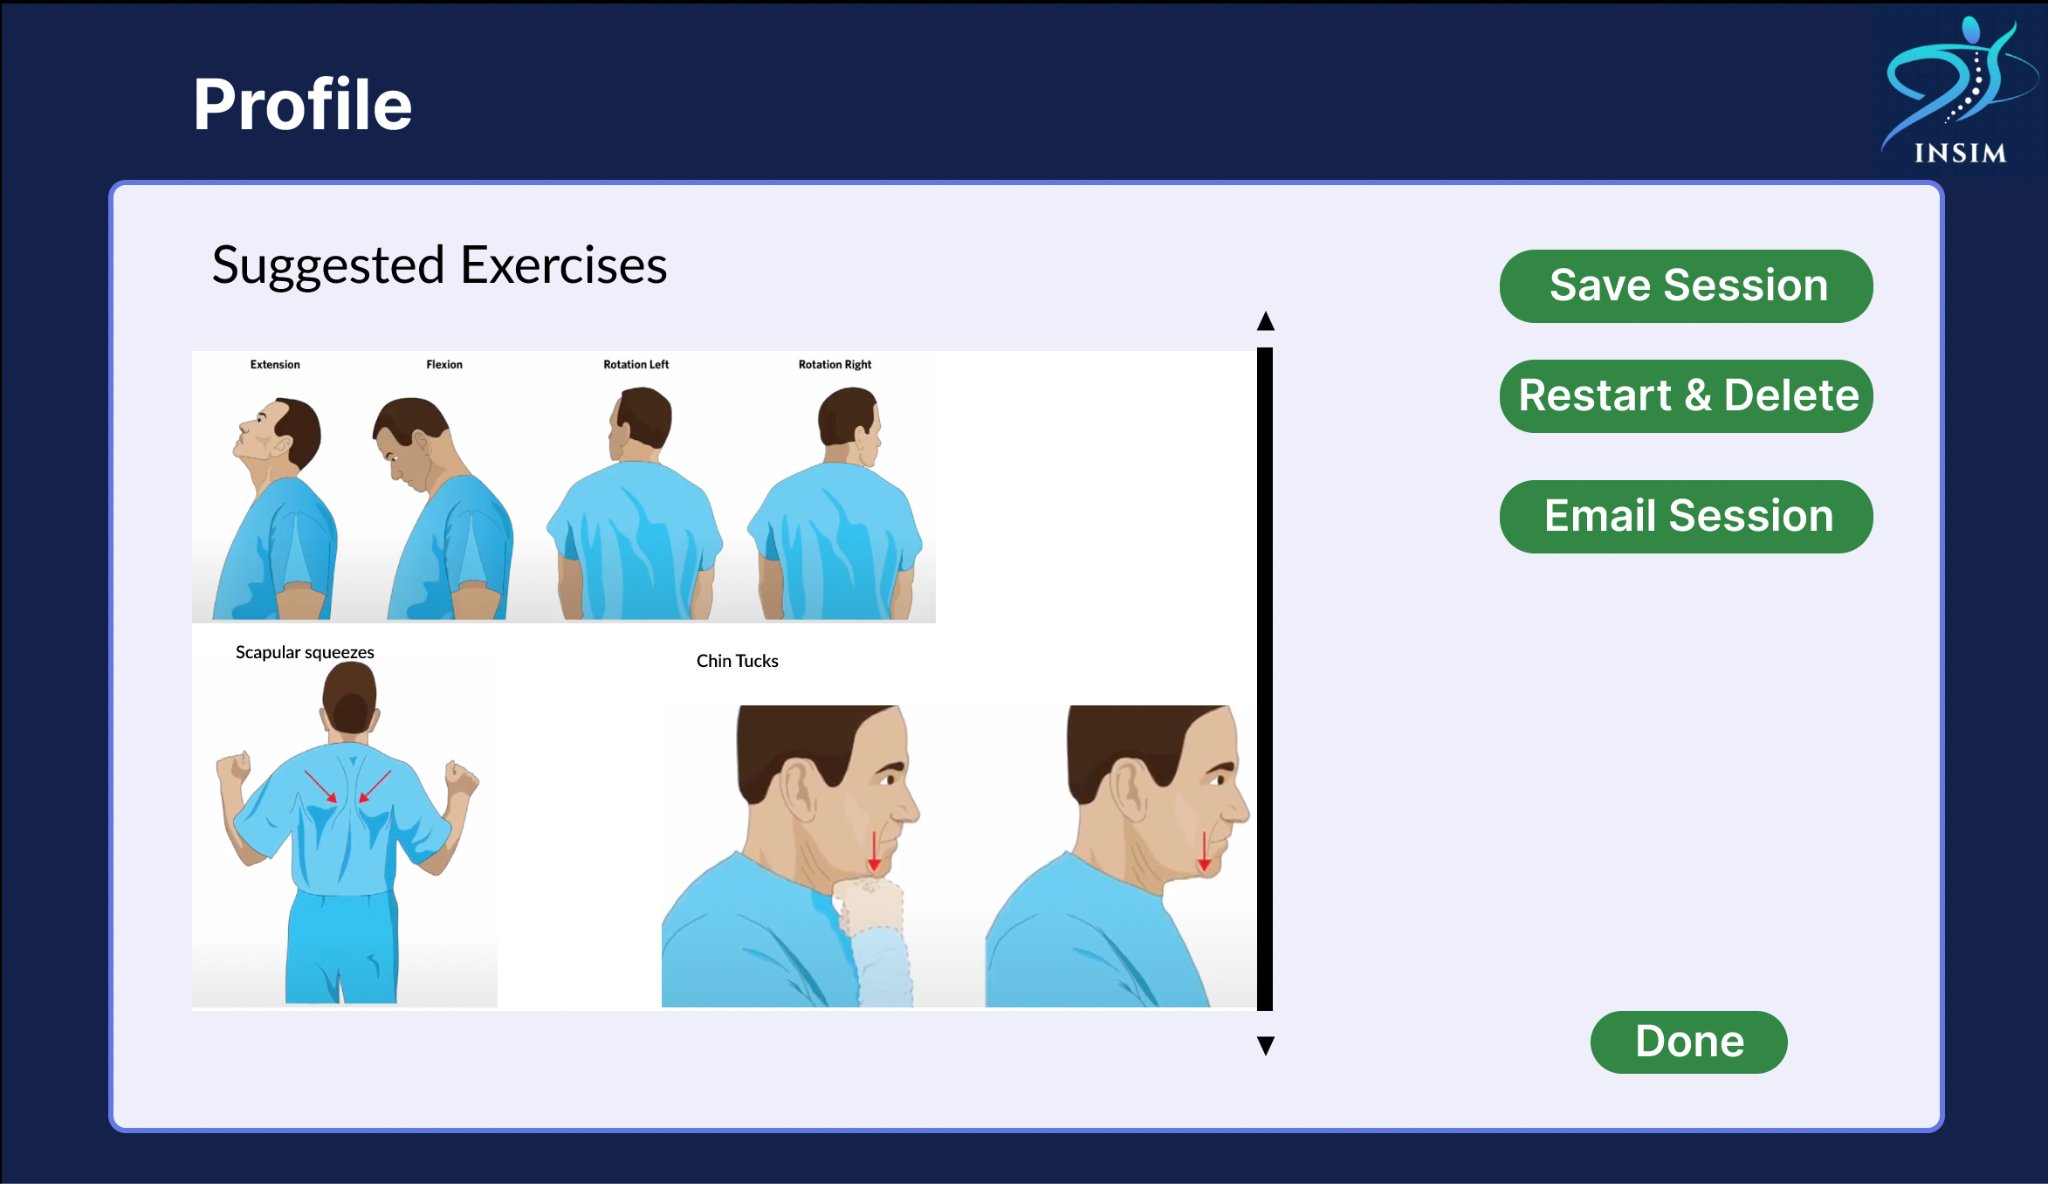 Profile
INSIM
Suggested Exercises
Save Session
Restart & Delete
Email Session
Extension Flexion Rotation Left Rotation Right
Scapular squeezes
Chin Tucks
Done